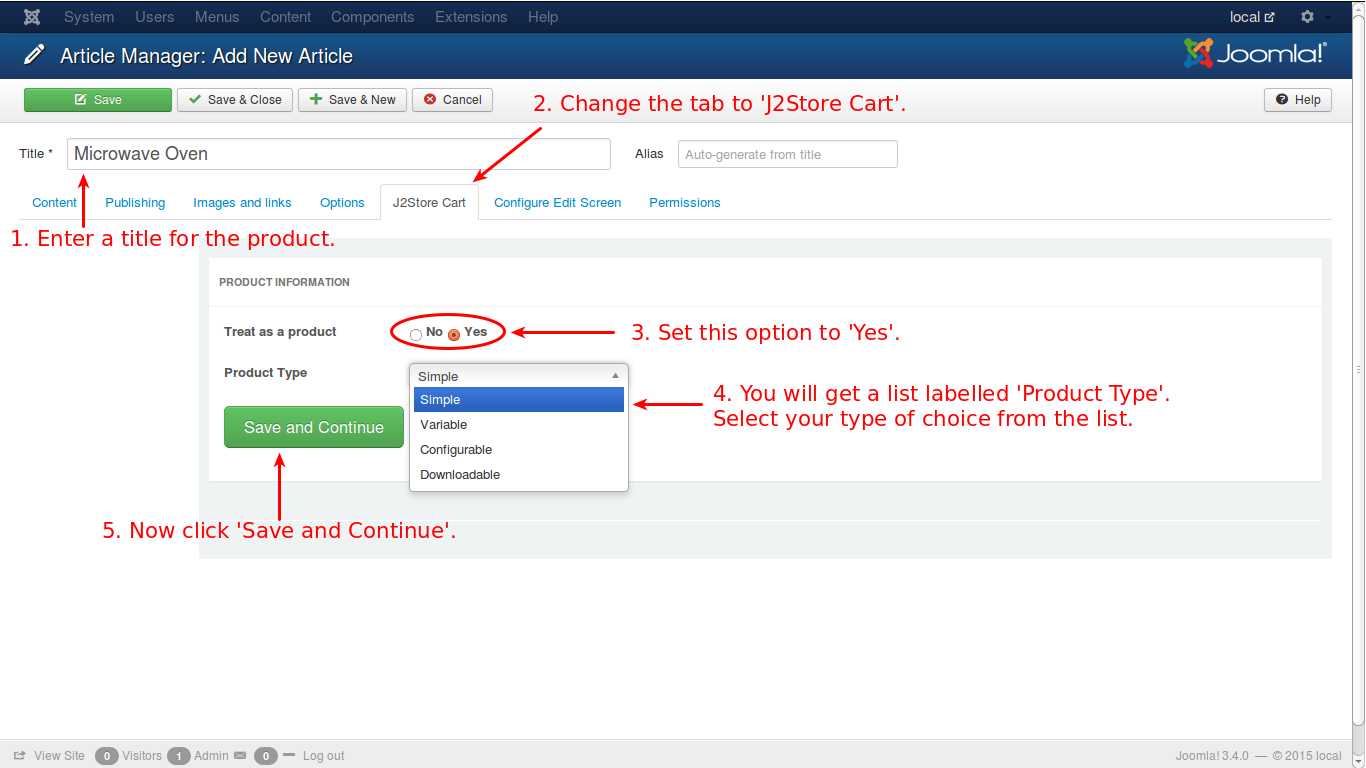 System Users Menus Content Components Extensions Help local
Article Manager: Add New Article Joomla!®
Save Save & Close Save & New Cancel Help
2. Change the tab to 'J2Store Cart'.
Title * Microwave Oven Alias Auto-generate from title
Content Publishing Images and links Options J2Store Cart Configure Edit Screen Permissions
1. Enter a title for the product.
PRODUCT INFORMATION
Treat as a product No Yes
3. Set this option to 'Yes'.
Product Type Simple
Simple
Variable
Configurable
Downloadable
4. You will get a list labelled 'Product Type'.
Select your type of choice from the list.
Save and Continue
5. Now click 'Save and Continue'.
View Site 0 Visitors 1 Admin 0 Log out Joomla! 3.4.0 — © 2015 local